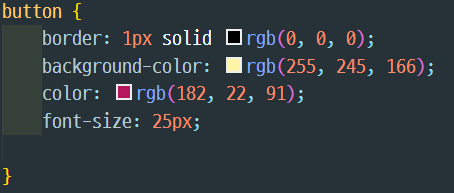 button {
    border: 1px solid rgb(0, 0, 0);
    background-color: rgb(255, 245, 166);
    color: rgb(182, 22, 91);
    font-size: 25px;
}